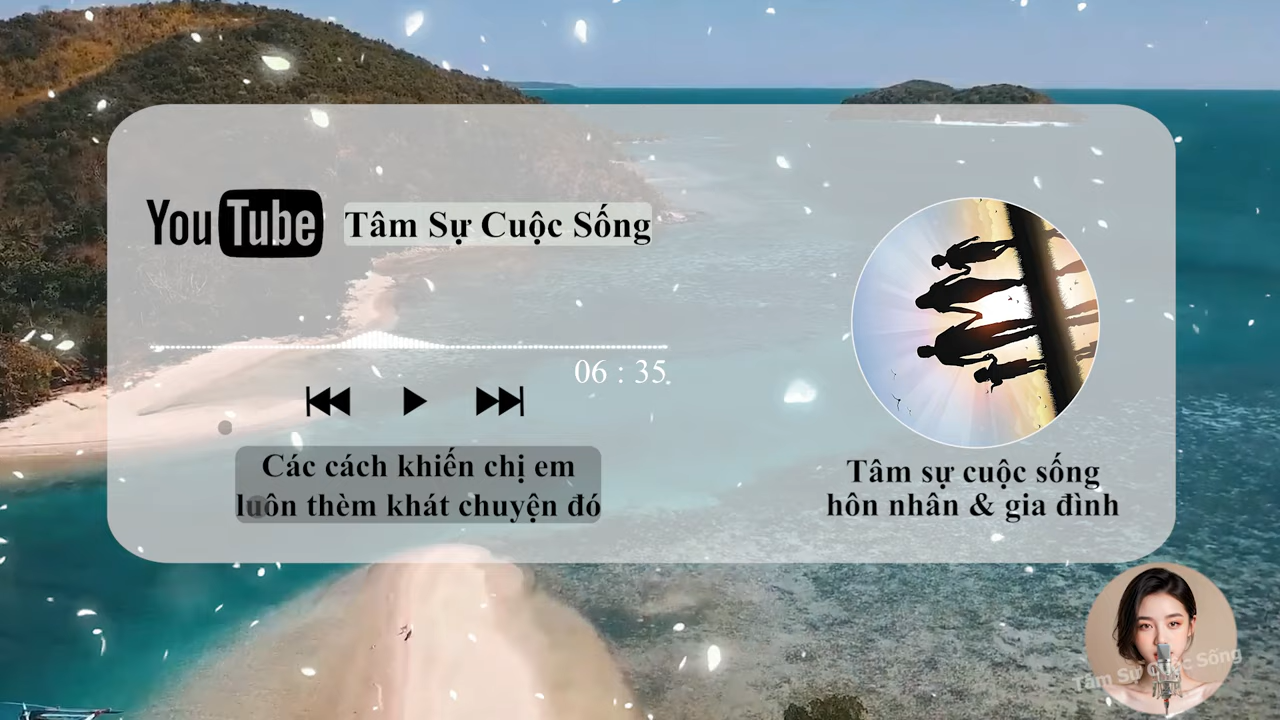 YouTube
Tâm Sự Cuộc Sống
06 : 35
Các cách khiến chị em
luôn thèm khát chuyện đó
Tâm sự cuộc sống
hôn nhân & gia đình
Tâm Sự Cuộc Sống